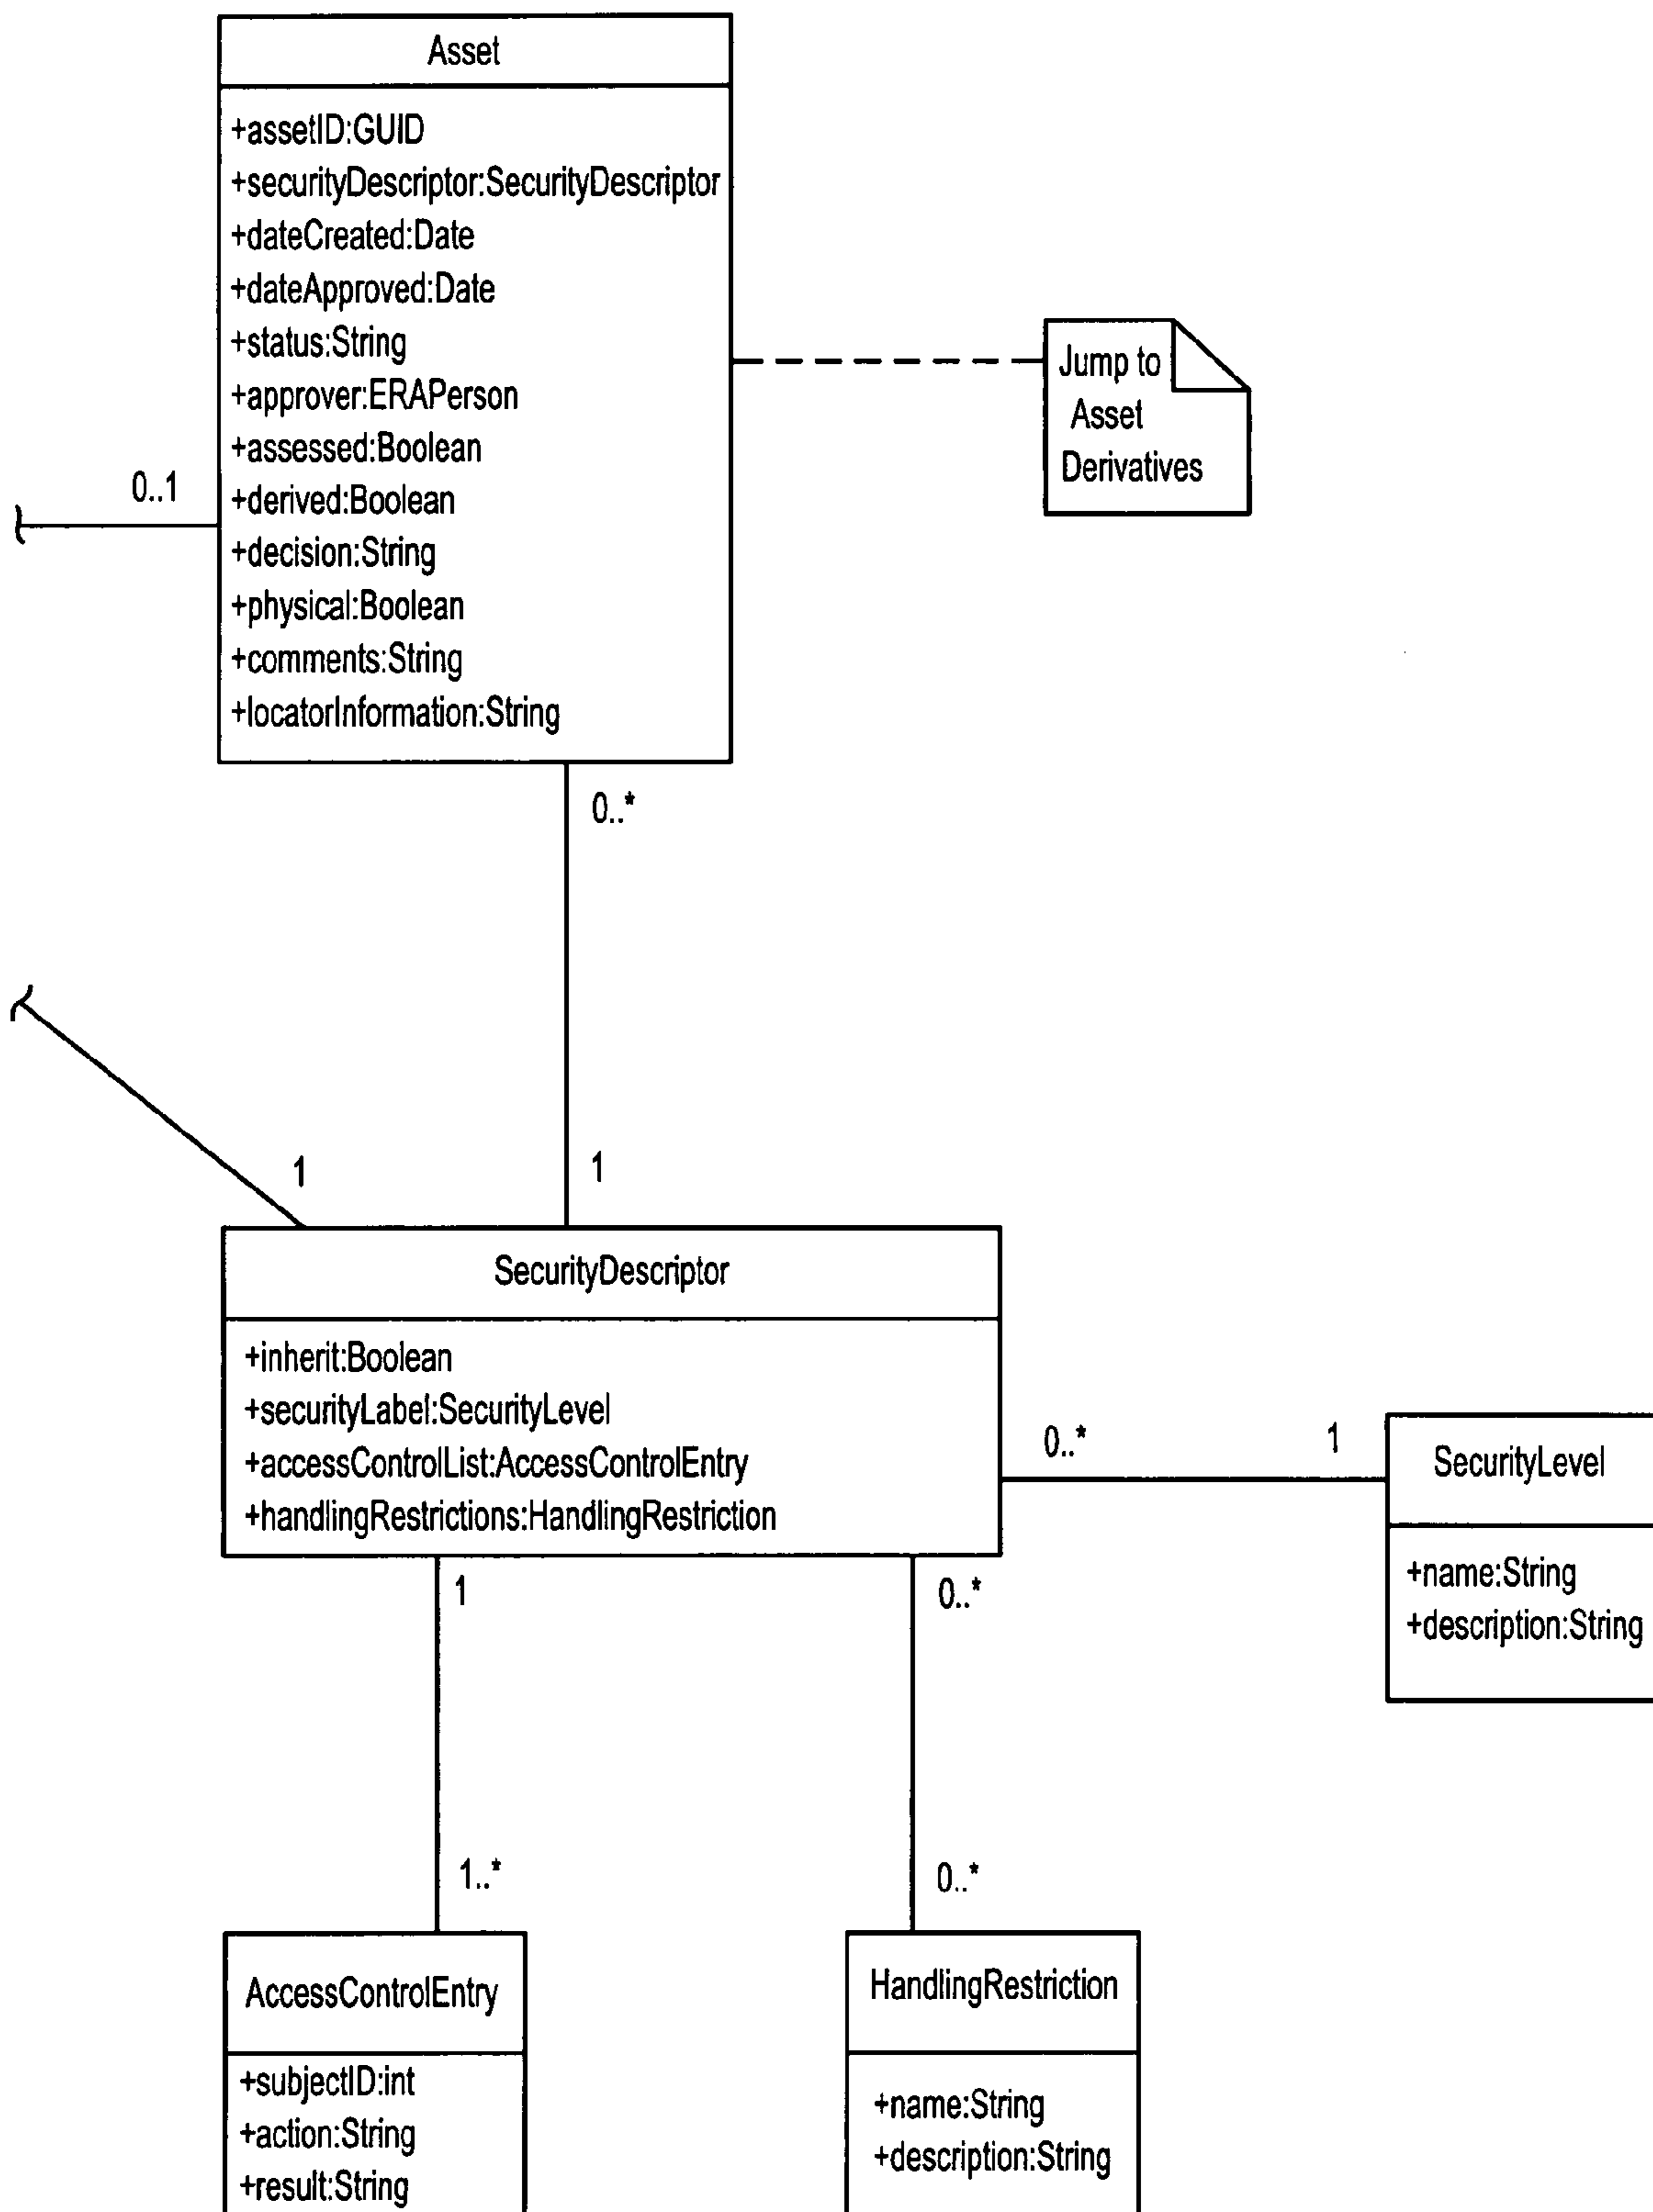 Asset
+assetID:GUID
+securityDescriptor:SecurityDescriptor
+dateCreated:Date
+dateApproved:Date
+status:String
+approver:ERAPerson
+assessed:Boolean
+derived:Boolean
+decision:String
+physical:Boolean
+comments:String
+locatorInformation:String
Jump to
Asset
Derivatives
0..1
0..*
1
1
SecurityDescriptor
+inherit:Boolean
+securityLabel:SecurityLevel
+accessControlList:AccessControlEntry
+handlingRestrictions:HandlingRestriction
0..*
1
SecurityLevel
+name:String
+description:String
1
0..*
1..*
0..*
AccessControlEntry
+subjectID:int
+action:String
+result:String
HandlingRestriction
+name:String
+description:String